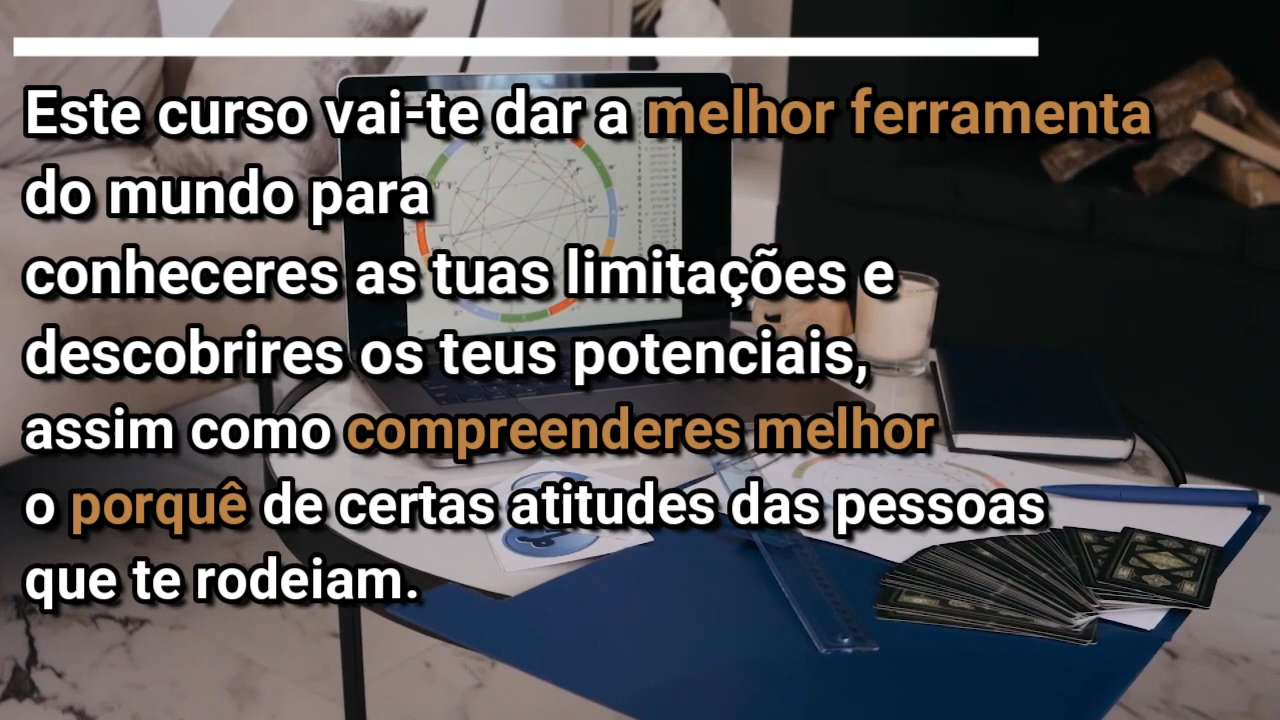 Este curso vai-te dar a melhor ferramenta
do mundo para
conheceres as tuas limitações e
descobrires os teus potenciais,
assim como compreenderes melhor
o porquê de certas atitudes das pessoas
que te rodeiam.